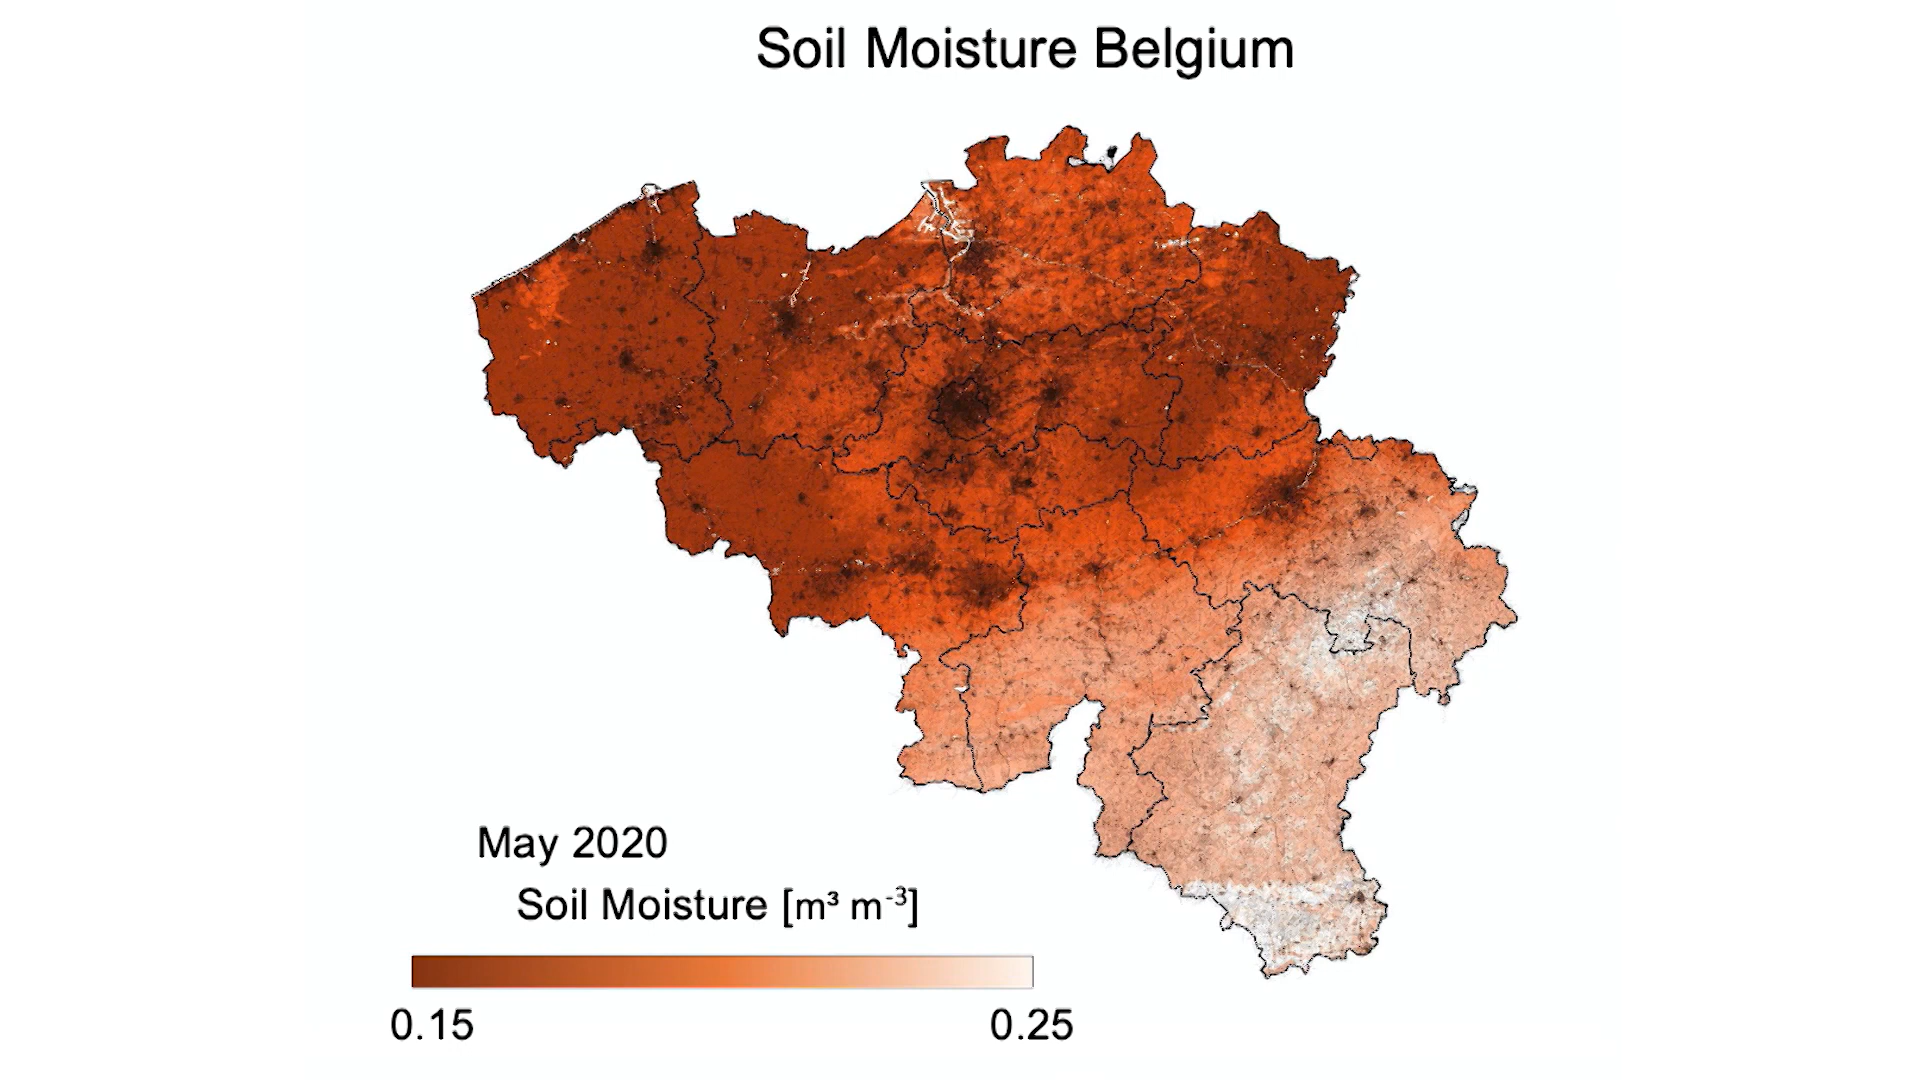 Soil Moisture Belgium
May 2020
Soil Moisture [m³ m⁻³]
0.15
0.25